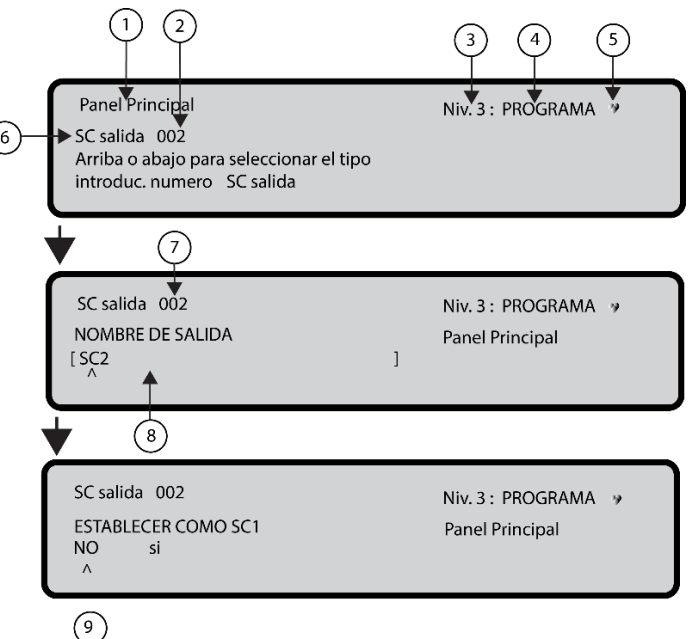 1 2 3 4 5
Panel Principal Niv. 3 : PROGRAMA
6 SC salida 002
Arriba o abajo para seleccionar el tipo
introduc. numero SC salida
7
SC salida 002 Niv. 3 : PROGRAMA
NOMBRE DE SALIDA Panel Principal
[ SC2 ]
^
8
SC salida 002 Niv. 3 : PROGRAMA
ESTABLECER COMO SC1 Panel Principal
NO si
^
9